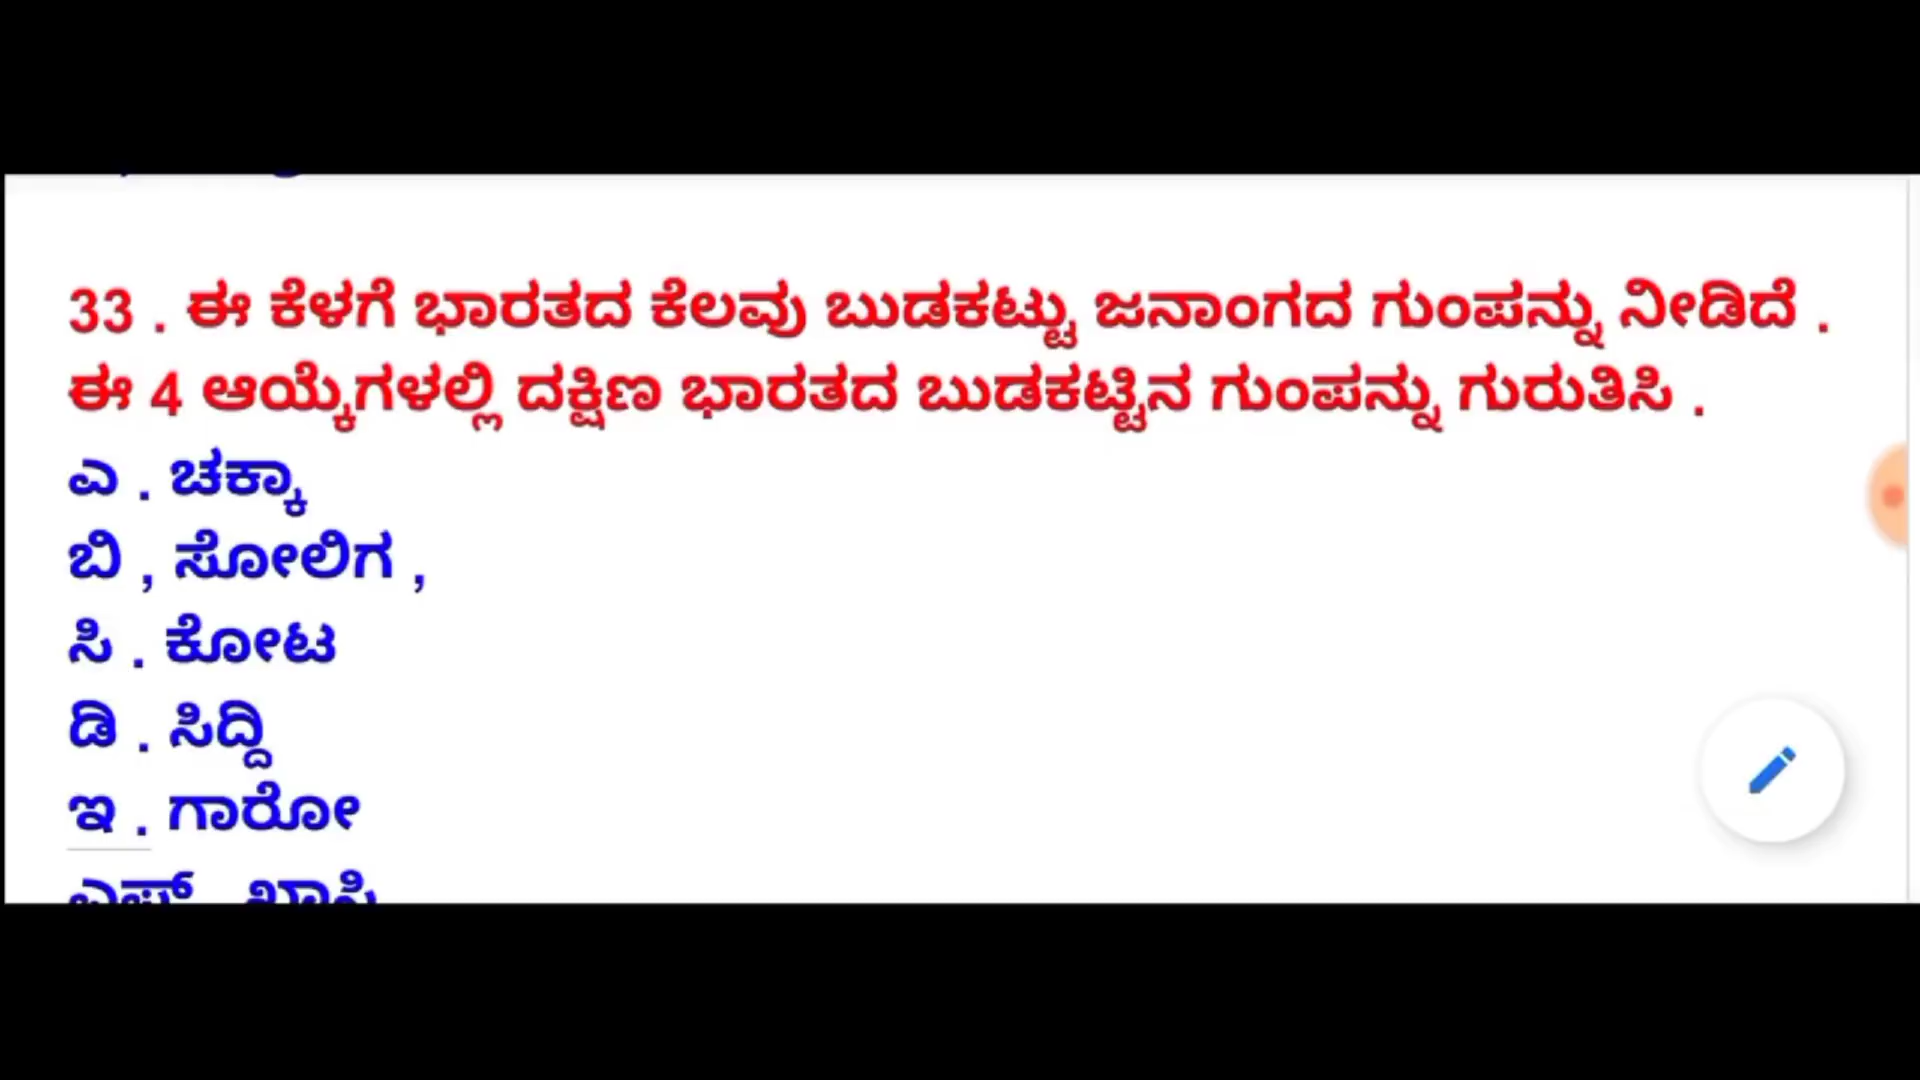 33 . ಈ ಕೆಳಗೆ ಭಾರತದ ಕೆಲವು ಬುಡಕಟ್ಟು ಜನಾಂಗದ ಗುಂಪನ್ನು ನೀಡಿದೆ .
ಈ 4 ಆಯ್ಕೆಗಳಲ್ಲಿ ದಕ್ಷಿಣ ಭಾರತದ ಬುಡಕಟ್ಟಿನ ಗುಂಪನ್ನು ಗುರುತಿಸಿ .
ಎ . ಚಕ್ಕಾ
ಬಿ , ಸೋಲಿಗ ,
ಸಿ . ಕೋಟ
ಡಿ . ಸಿದ್ದಿ
ಇ . ಗಾರೋ